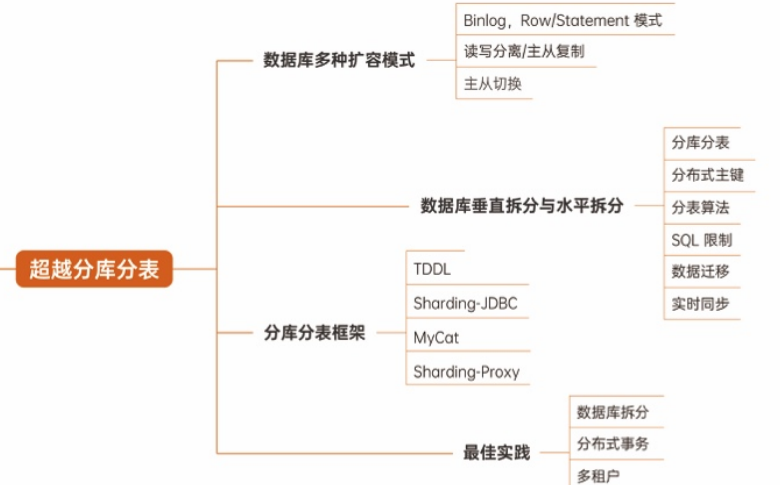 超越分库分表
数据库多种扩容模式
Binlog，Row/Statement 模式
读写分离/主从复制
主从切换
数据库垂直拆分与水平拆分
分库分表
分布式主键
分表算法
SQL 限制
数据迁移
实时同步
分库分表框架
TDDL
Sharding-JDBC
MyCat
Sharding-Proxy
最佳实践
数据库拆分
分布式事务
多租户